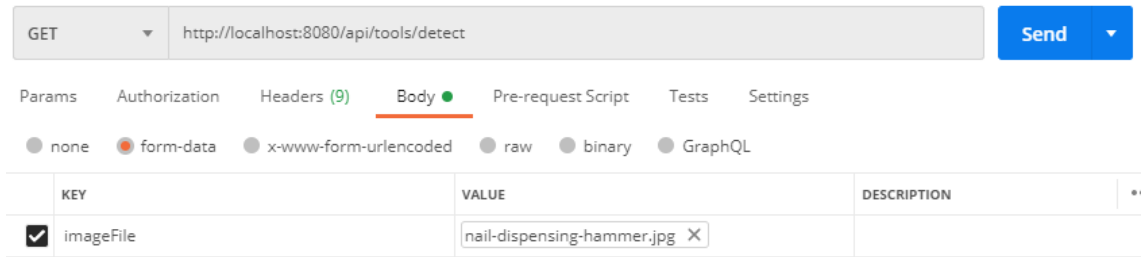 GET http://localhost:8080/api/tools/detect Send
Params Authorization Headers (9) Body Pre-request Script Tests Settings
none form-data x-www-form-urlencoded raw binary GraphQL
KEY VALUE DESCRIPTION
imageFile nail-dispensing-hammer.jpg